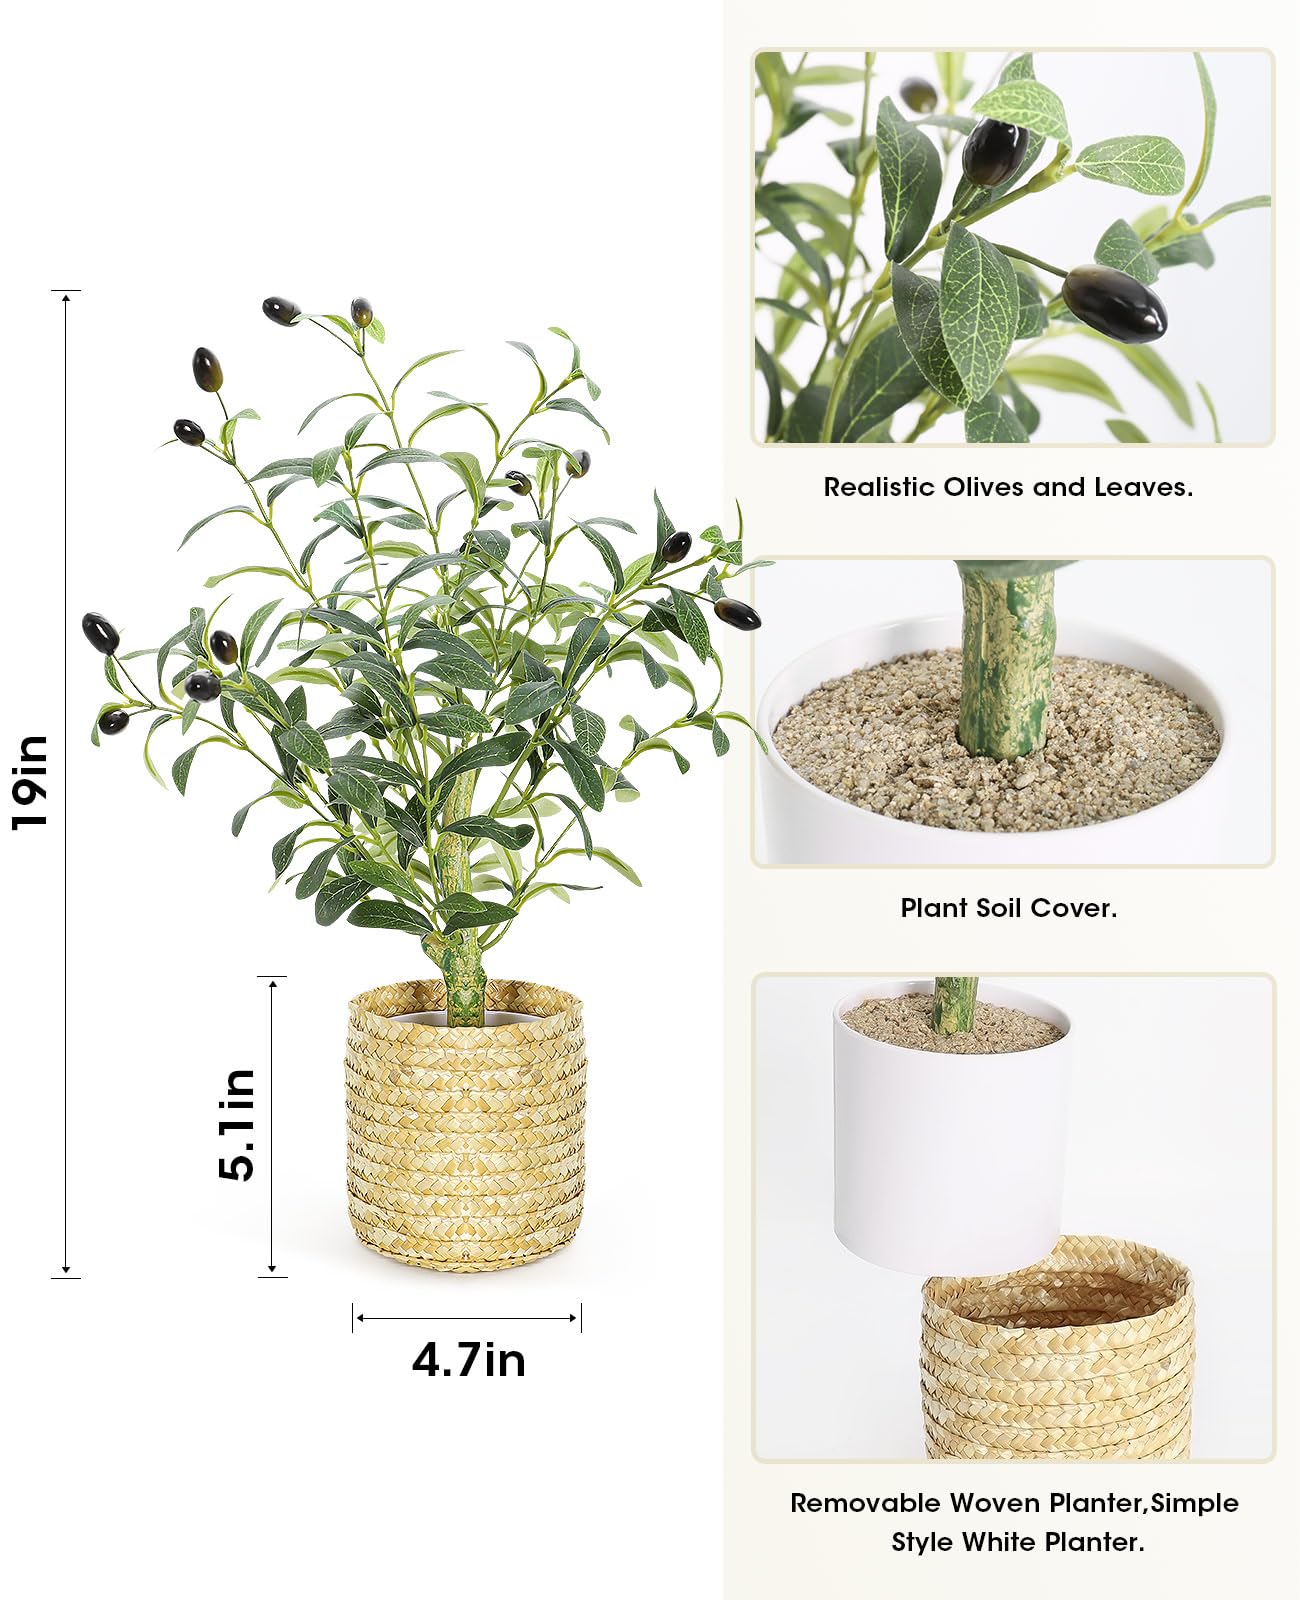 19in
5.1in
4.7in
Realistic Olives and Leaves.
Plant Soil Cover.
Removable Woven Planter,Simple
Style White Planter.